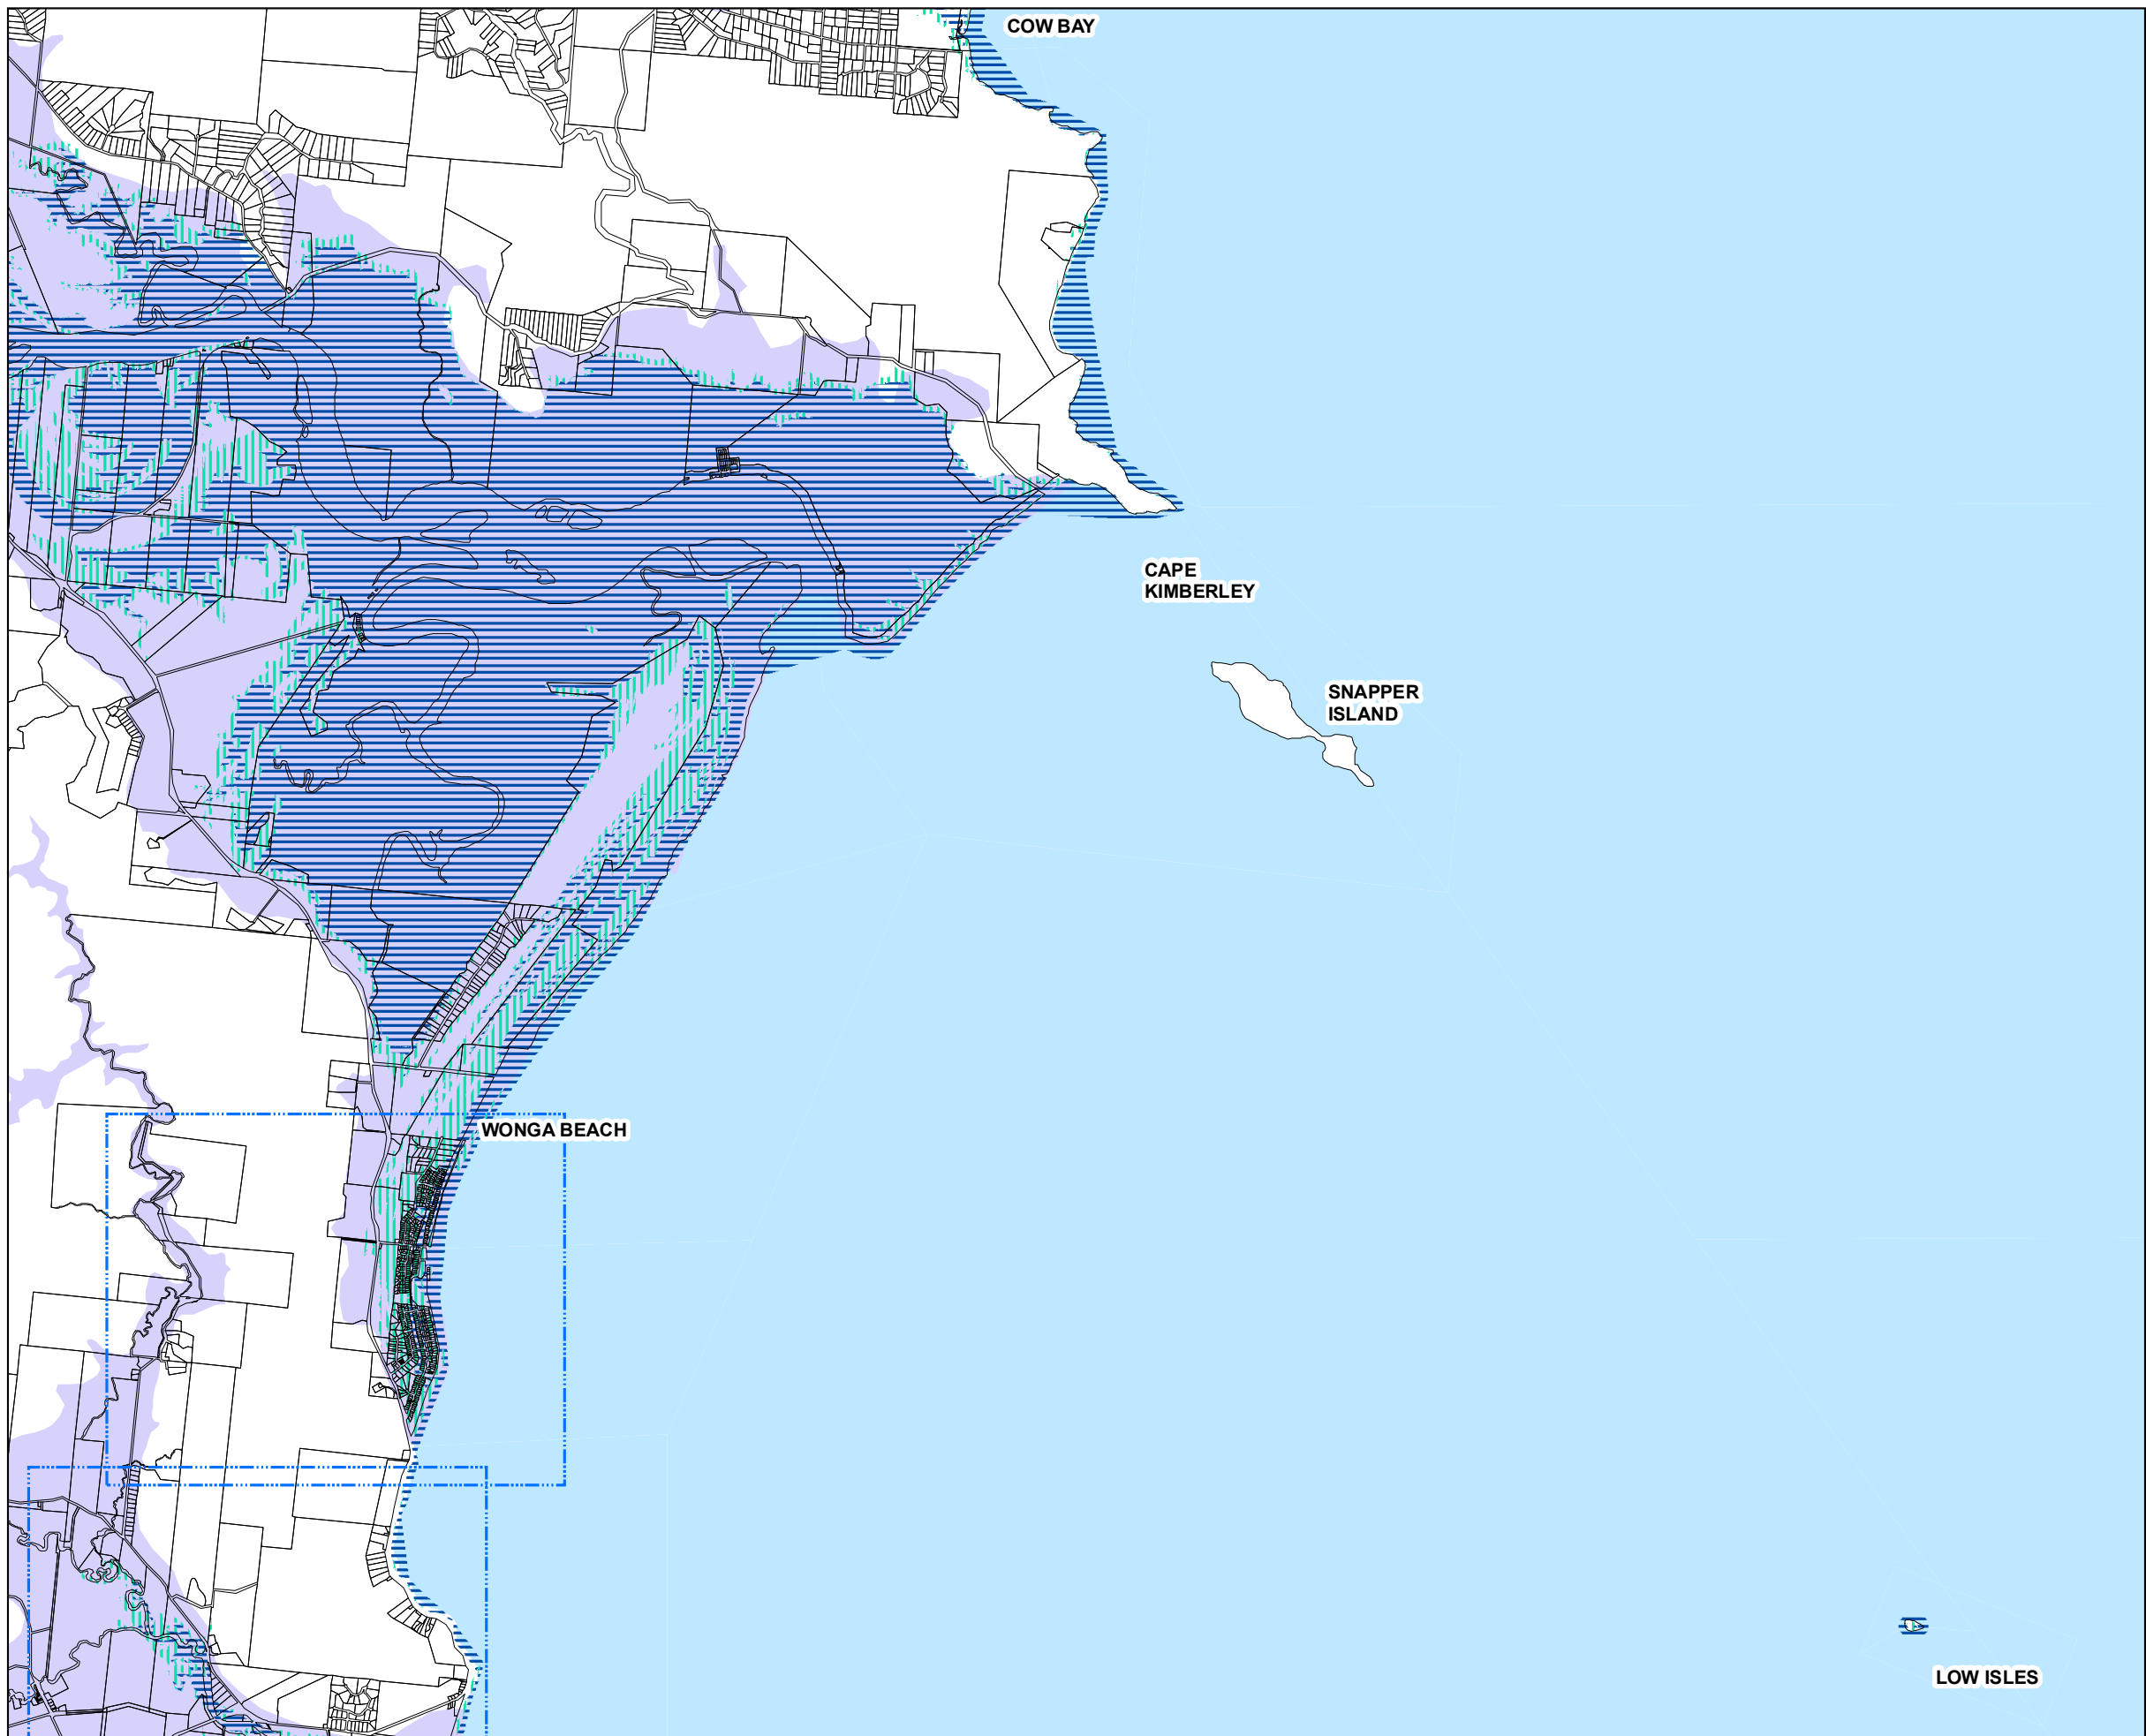 COW BAY
CAPE
KIMBERLEY
SNAPPER
ISLAND
WONGA BEACH
LOW ISLES